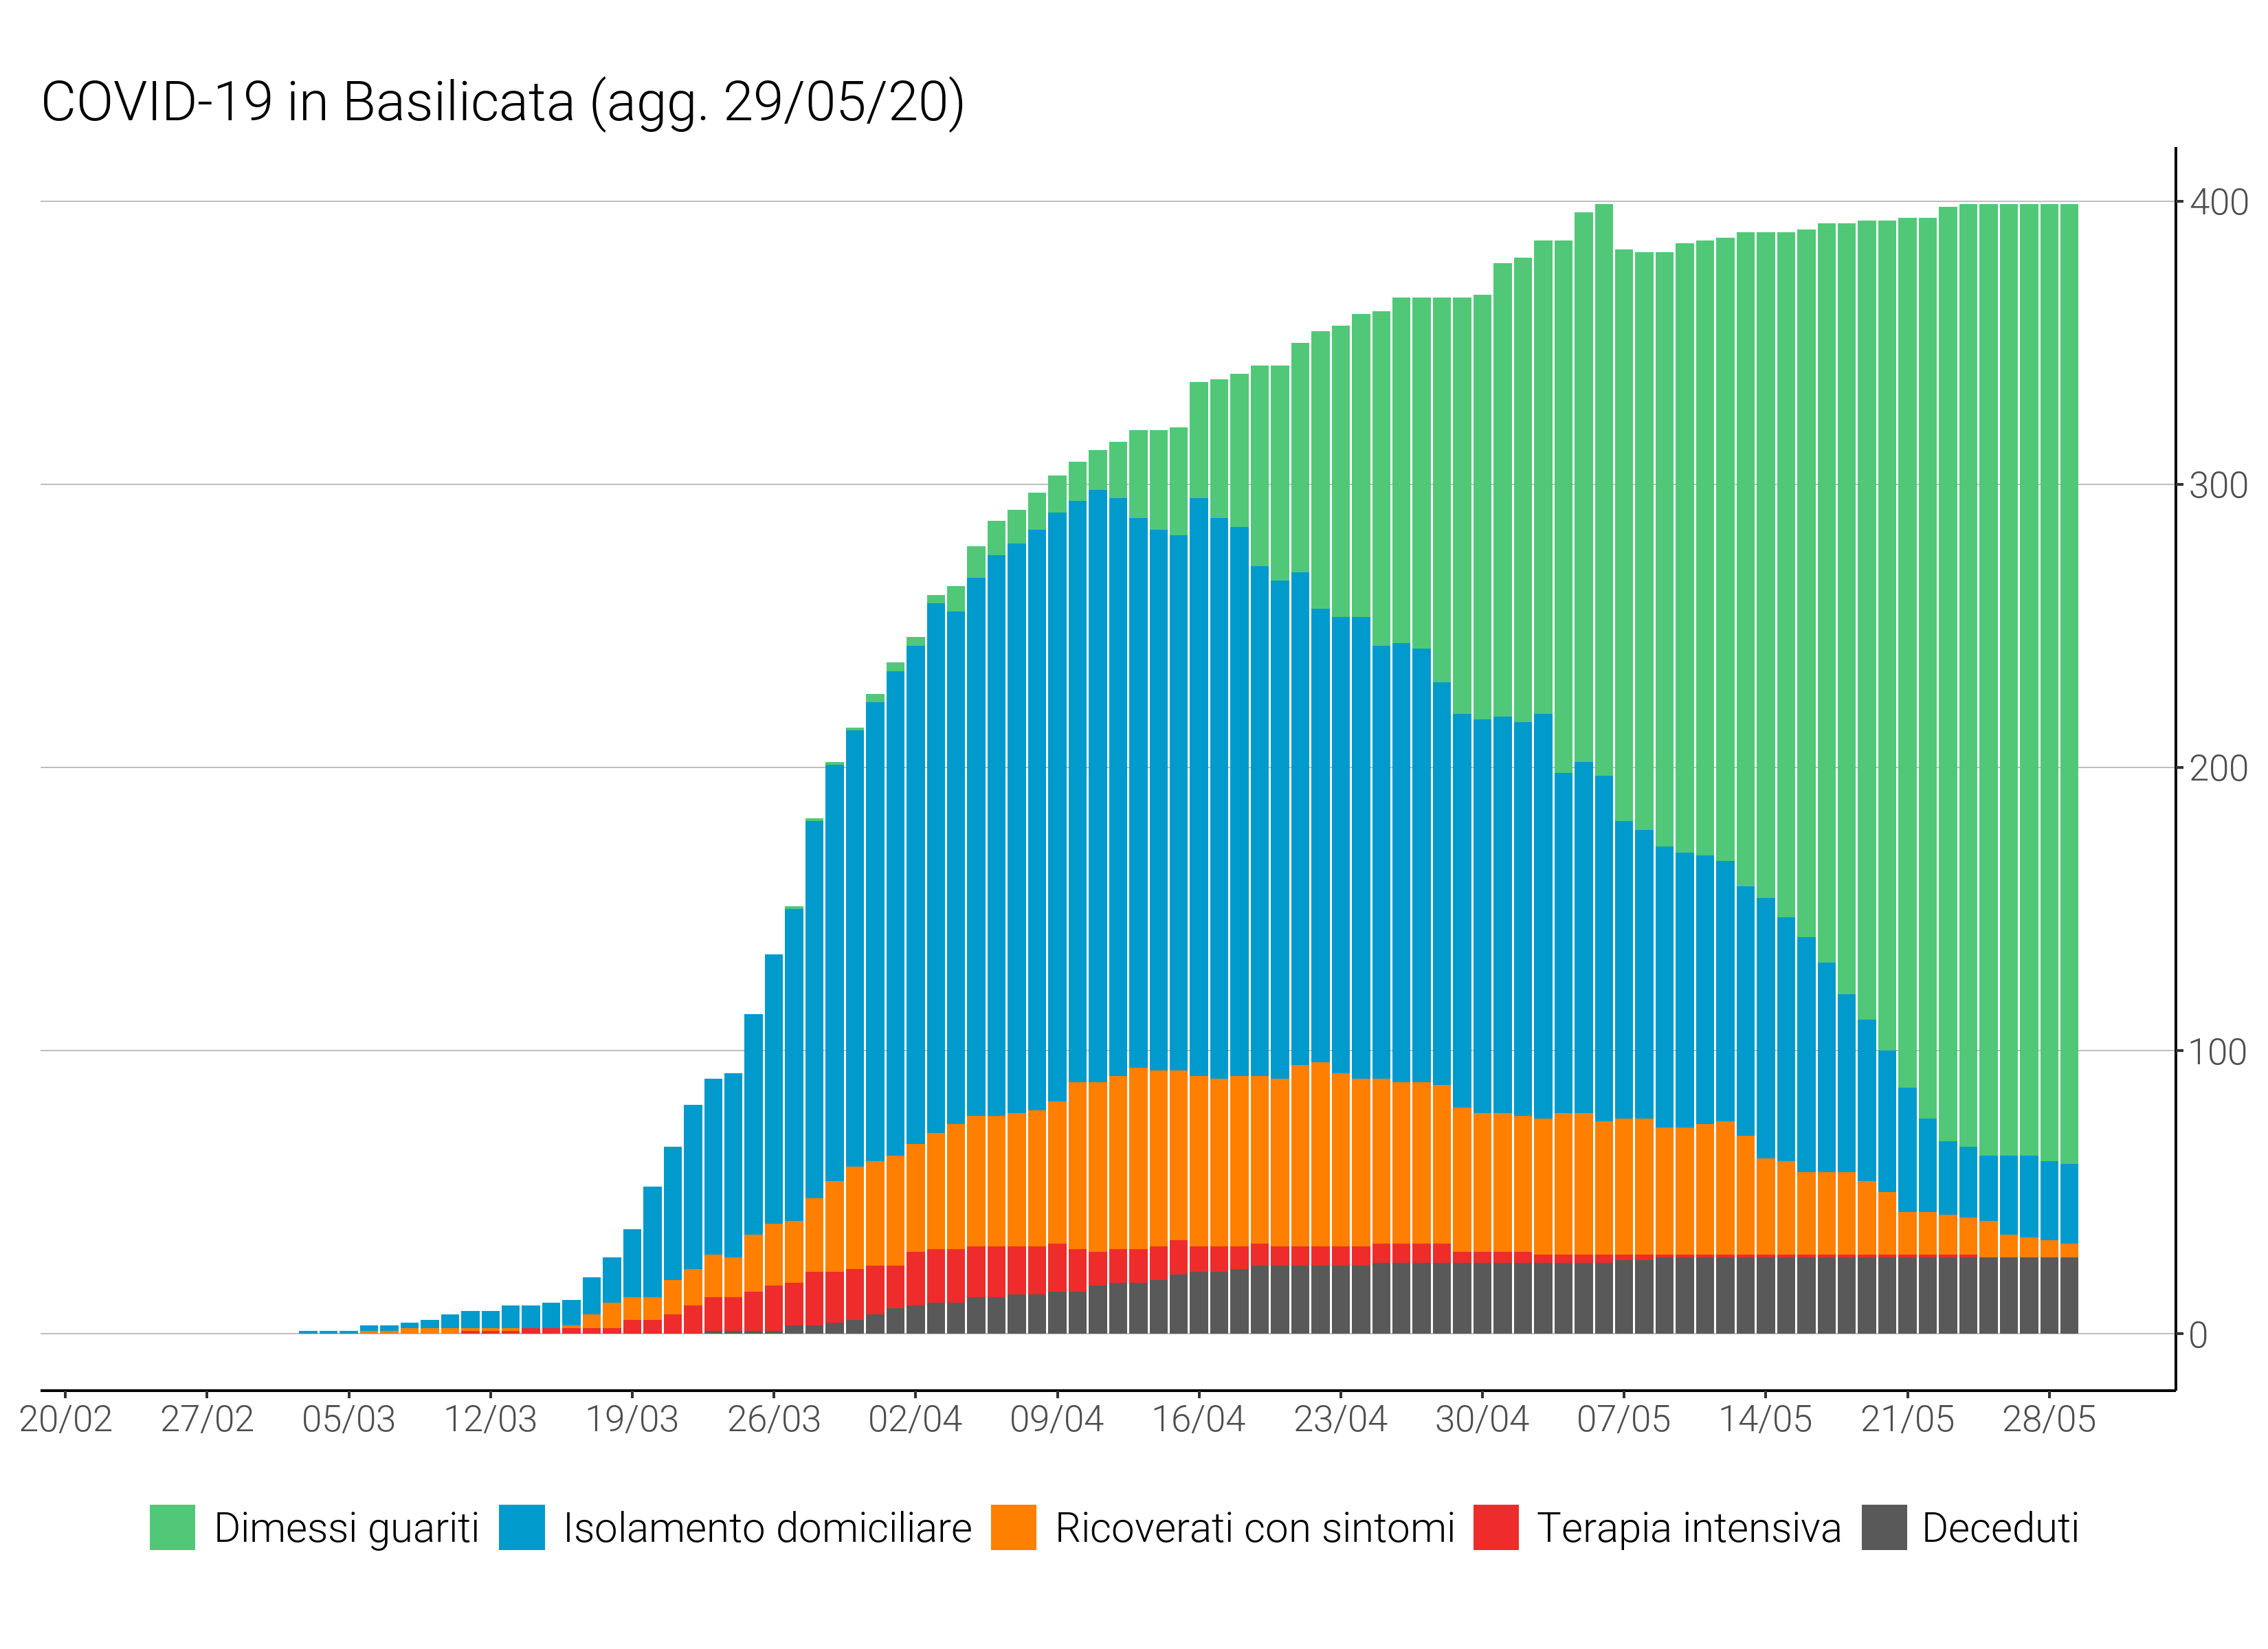 COVID-19 in Basilicata (agg. 29/05/20)
400
300
200
100
0
20/02 27/02 05/03 12/03 19/03 26/03 02/04 09/04 16/04 23/04 30/04 07/05 14/05 21/05 28/05
Dimessi guariti Isolamento domiciliare Ricoverati con sintomi Terapia intensiva Deceduti